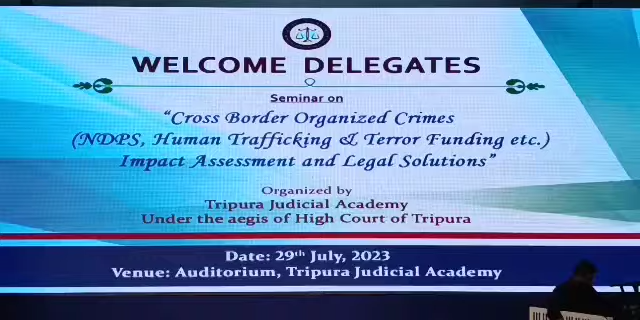 WELCOME DELEGATES
Seminar on
“Cross Border Organized Crimes
(NDPS, Human Trafficking & Terror Funding etc.)
Impact Assessment and Legal Solutions”
Organized by
Tripura Judicial Academy
Under the aegis of High Court of Tripura
Date: 29th July, 2023
Venue: Auditorium, Tripura Judicial Academy